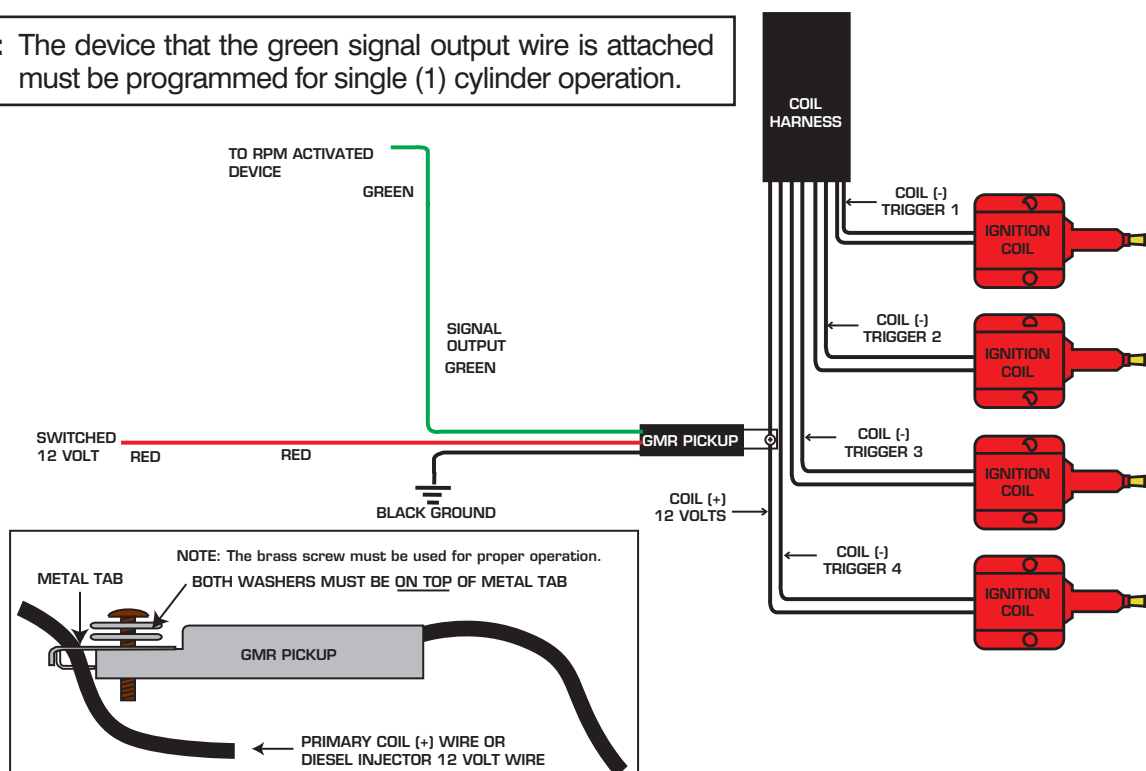 : The device that the green signal output wire is attached
must be programmed for single (1) cylinder operation.
COIL
HARNESS
TO RPM ACTIVATED
DEVICE
GREEN
COIL (-)
TRIGGER 1
IGNITION
COIL
SIGNAL
OUTPUT
GREEN
COIL (-)
TRIGGER 2
IGNITION
COIL
SWITCHED
12 VOLT
RED
RED
GMR PICKUP
COIL (-)
TRIGGER 3
IGNITION
COIL
BLACK GROUND
COIL (+)
12 VOLTS
COIL (-)
TRIGGER 4
IGNITION
COIL
NOTE: The brass screw must be used for proper operation.
METAL TAB
BOTH WASHERS MUST BE ON TOP OF METAL TAB
GMR PICKUP
PRIMARY COIL (+) WIRE OR
DIESEL INJECTOR 12 VOLT WIRE